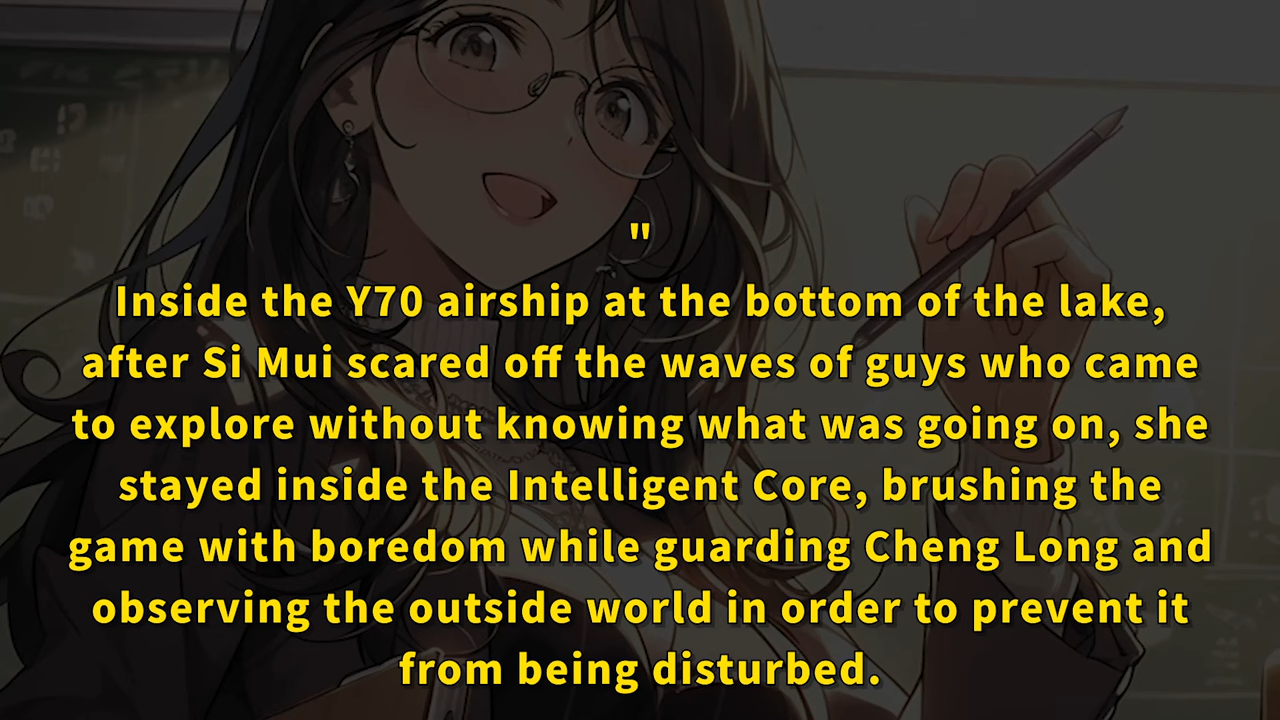 "
Inside the Y70 airship at the bottom of the lake,
after Si Mui scared off the waves of guys who came
to explore without knowing what was going on, she
stayed inside the Intelligent Core, brushing the
game with boredom while guarding Cheng Long and
observing the outside world in order to prevent it
from being disturbed.